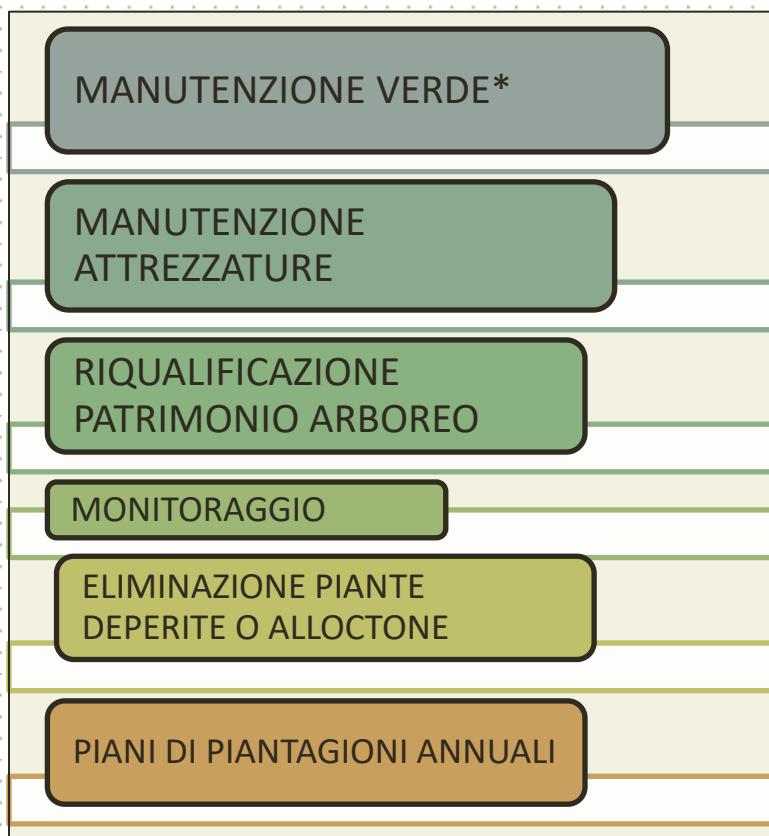 MANUTENZIONE VERDE*
MANUTENZIONE
ATTREZZATURE
RIQUALIFICAZIONE
PATRIMONIO ARBOREO
MONITORAGGIO
ELIMINAZIONE PIANTE
DEPERITE O ALLOCTONE
PIANI DI PIANTAGIONI ANNUALI